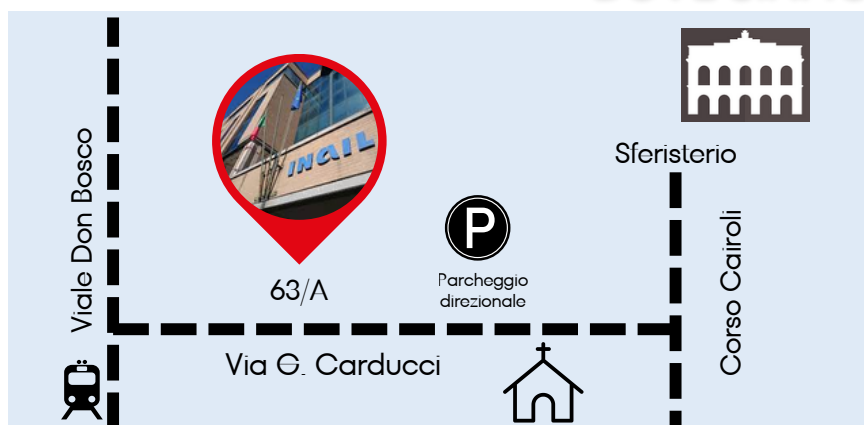 Viale Don Bosco
INAIL
Sferisterio
P
Parcheggio
direzionale
63/A
Corso Cairoli
Via G. Carducci